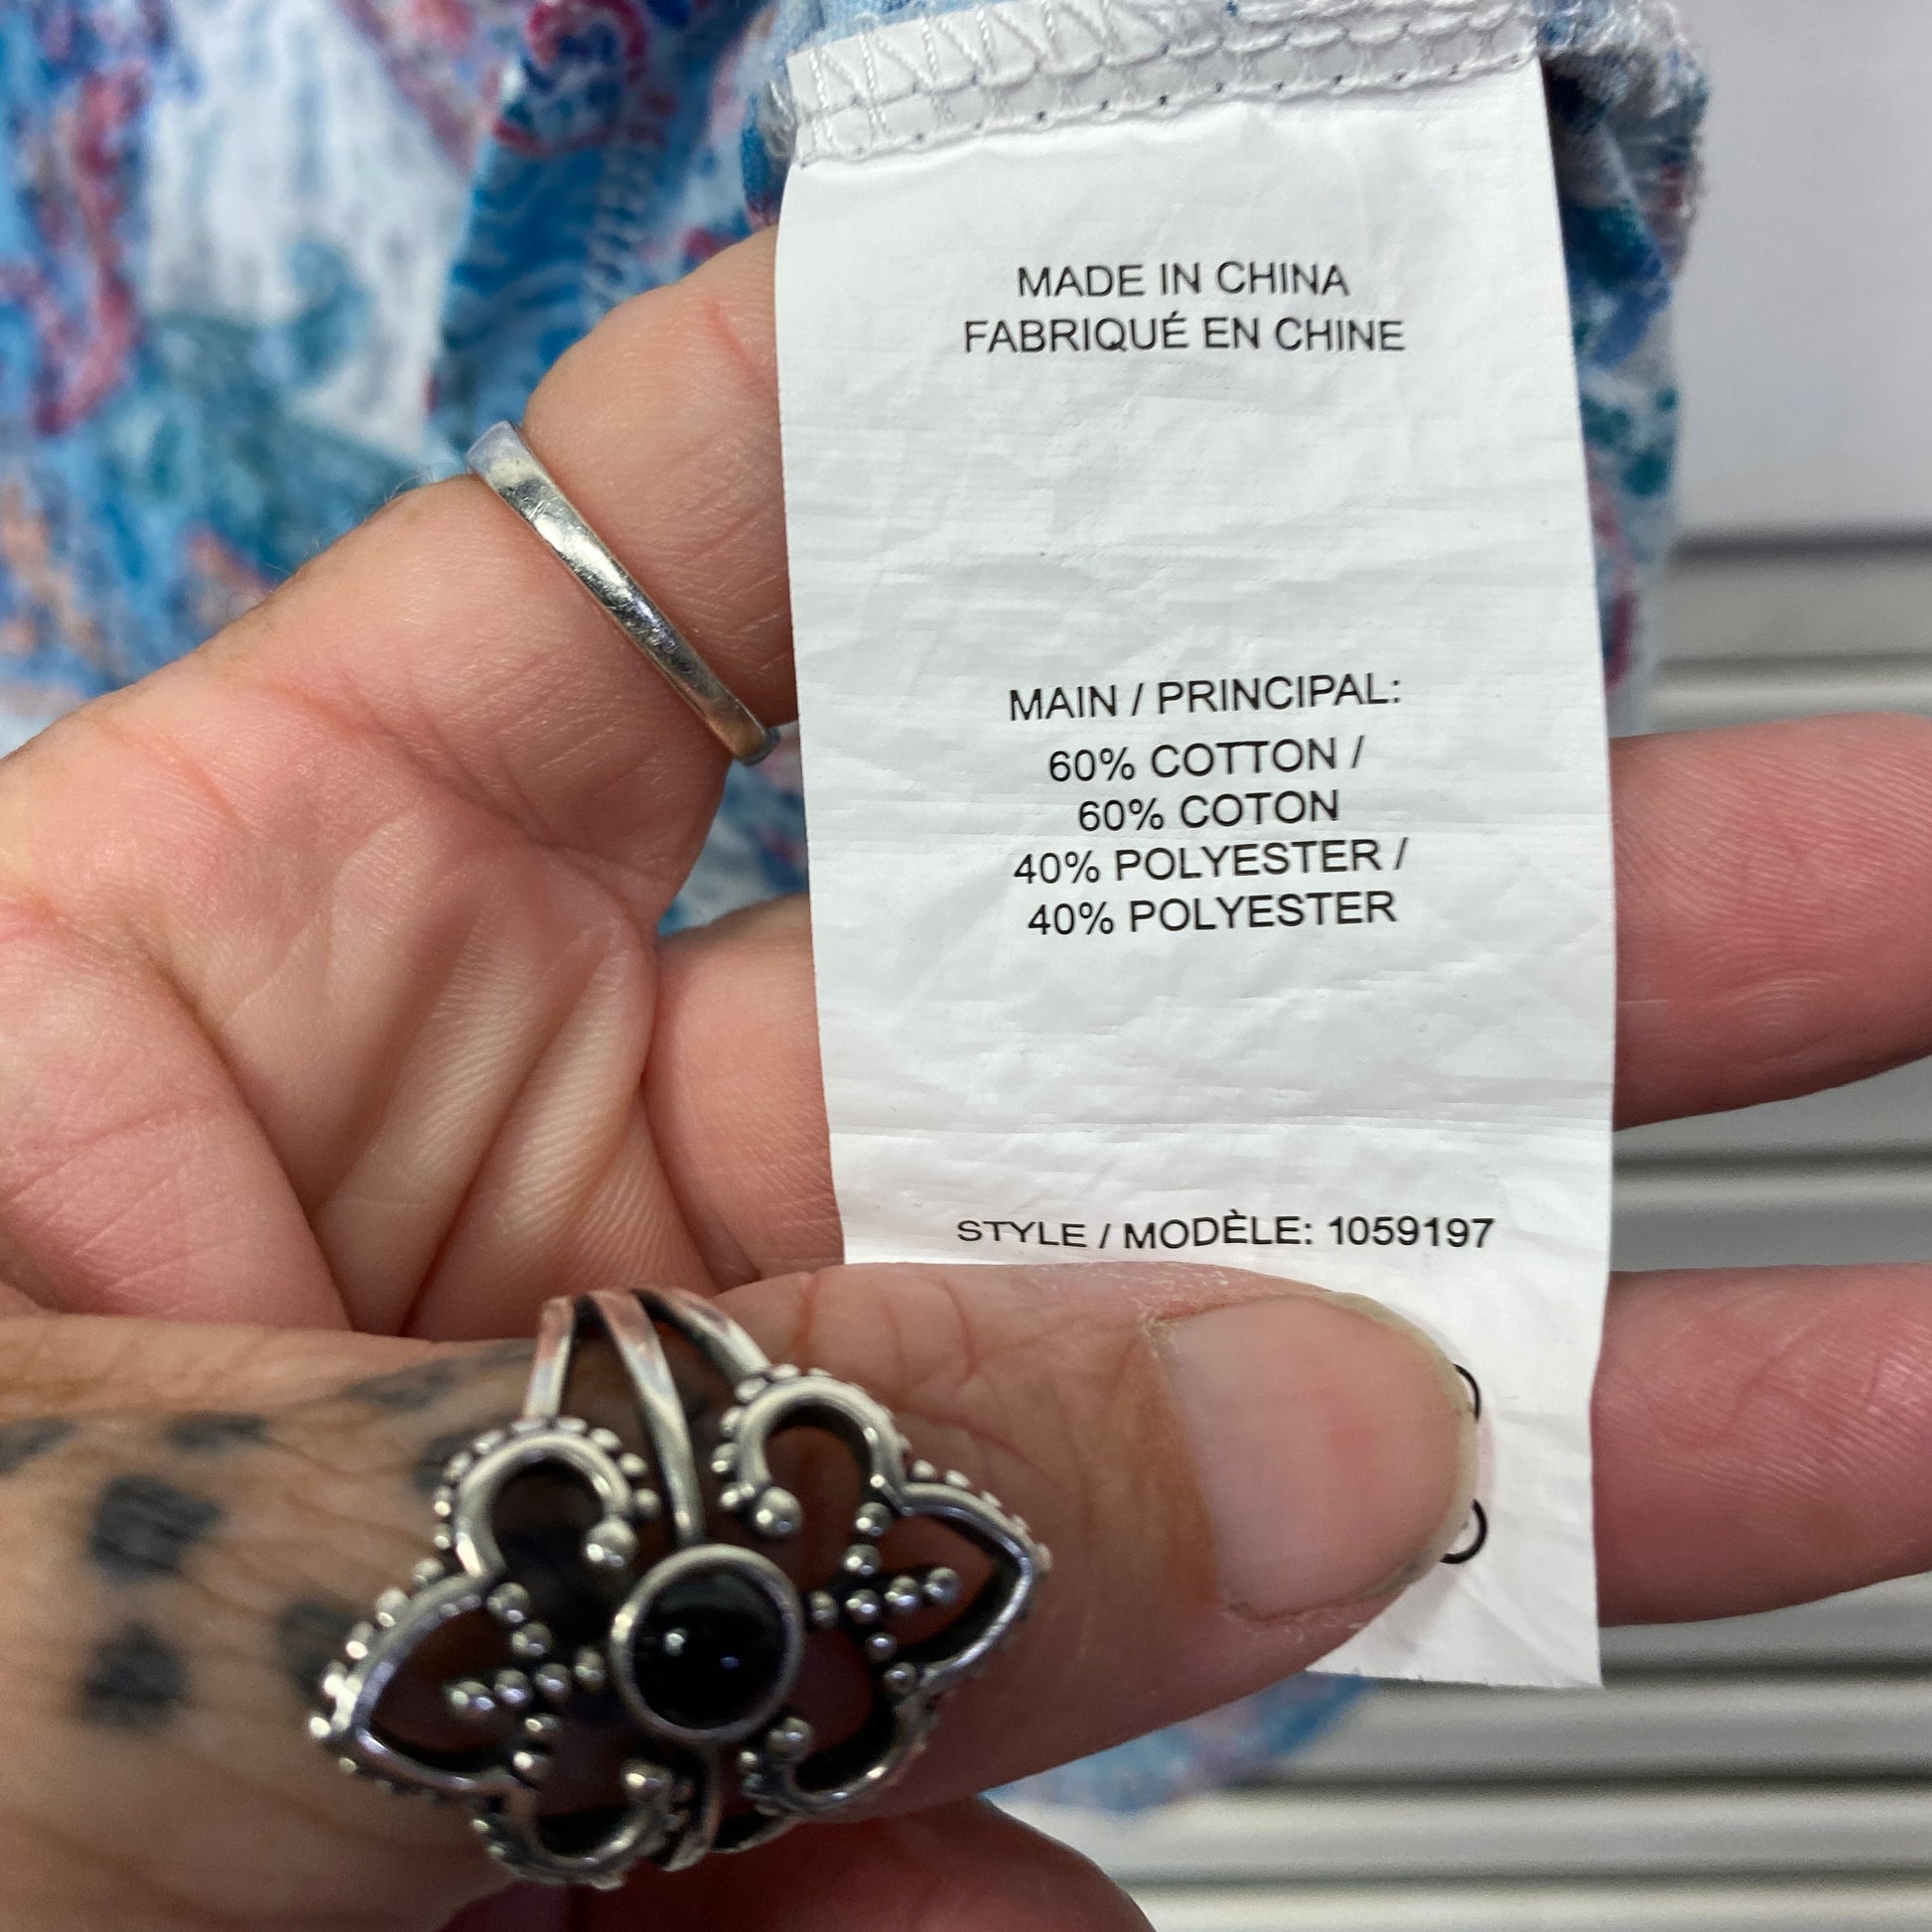 MADE IN CHINA
FABRIQUÉ EN CHINE
MAIN / PRINCIPAL:
60% COTTON /
60% COTON
40% POLYESTER /
40% POLYESTER
STYLE / MODÈLE: 1059197